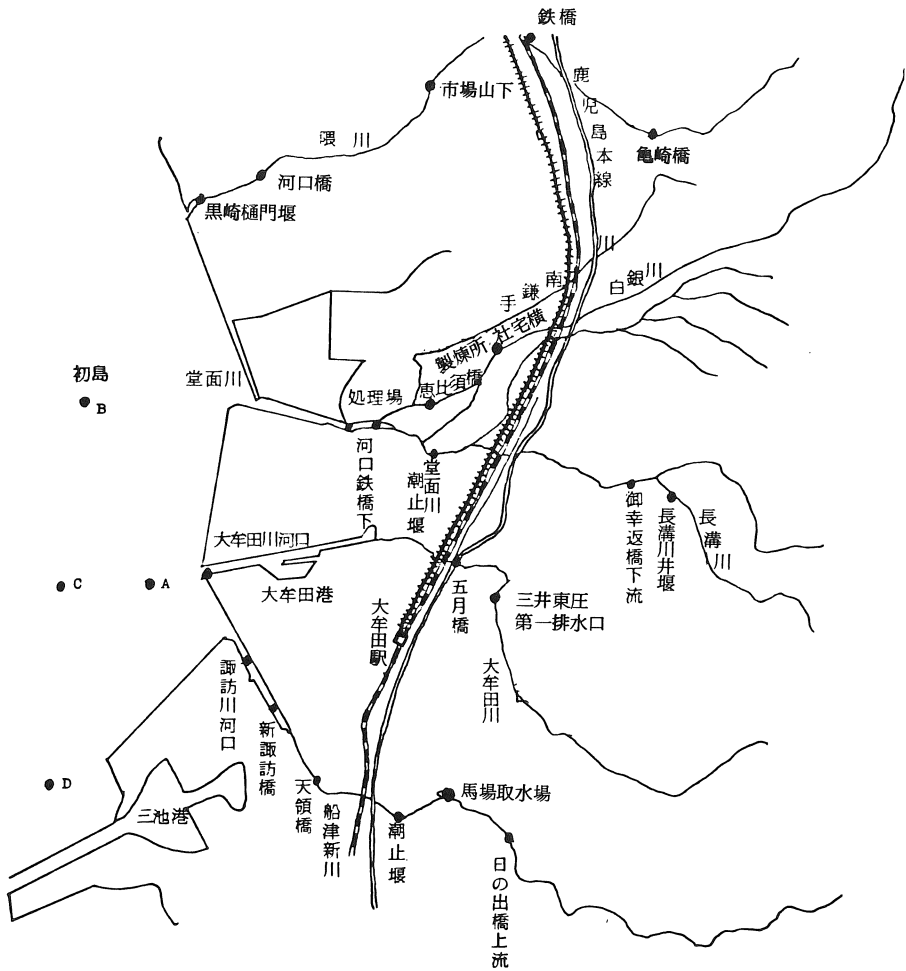 鉄橋
市場山下
鹿児島本線
亀崎橋
隈川
河口橋
黒崎樋門堰
手鎌南川
白銀川
製煉所社宅横
初島
B
堂面川
処理場
恵比須橋
河口鉄橋下
堂面川
潮止堰
御幸返橋下流
長溝川井堰
長溝川
大牟田川河口
C
A
大牟田港
大牟田駅
五月橋
三井東圧
第一排水口
大牟田川
諏訪川河口
新諏訪橋
D
三池港
天領橋
船津新川
潮止堰
馬場取水場
日の出橋上流